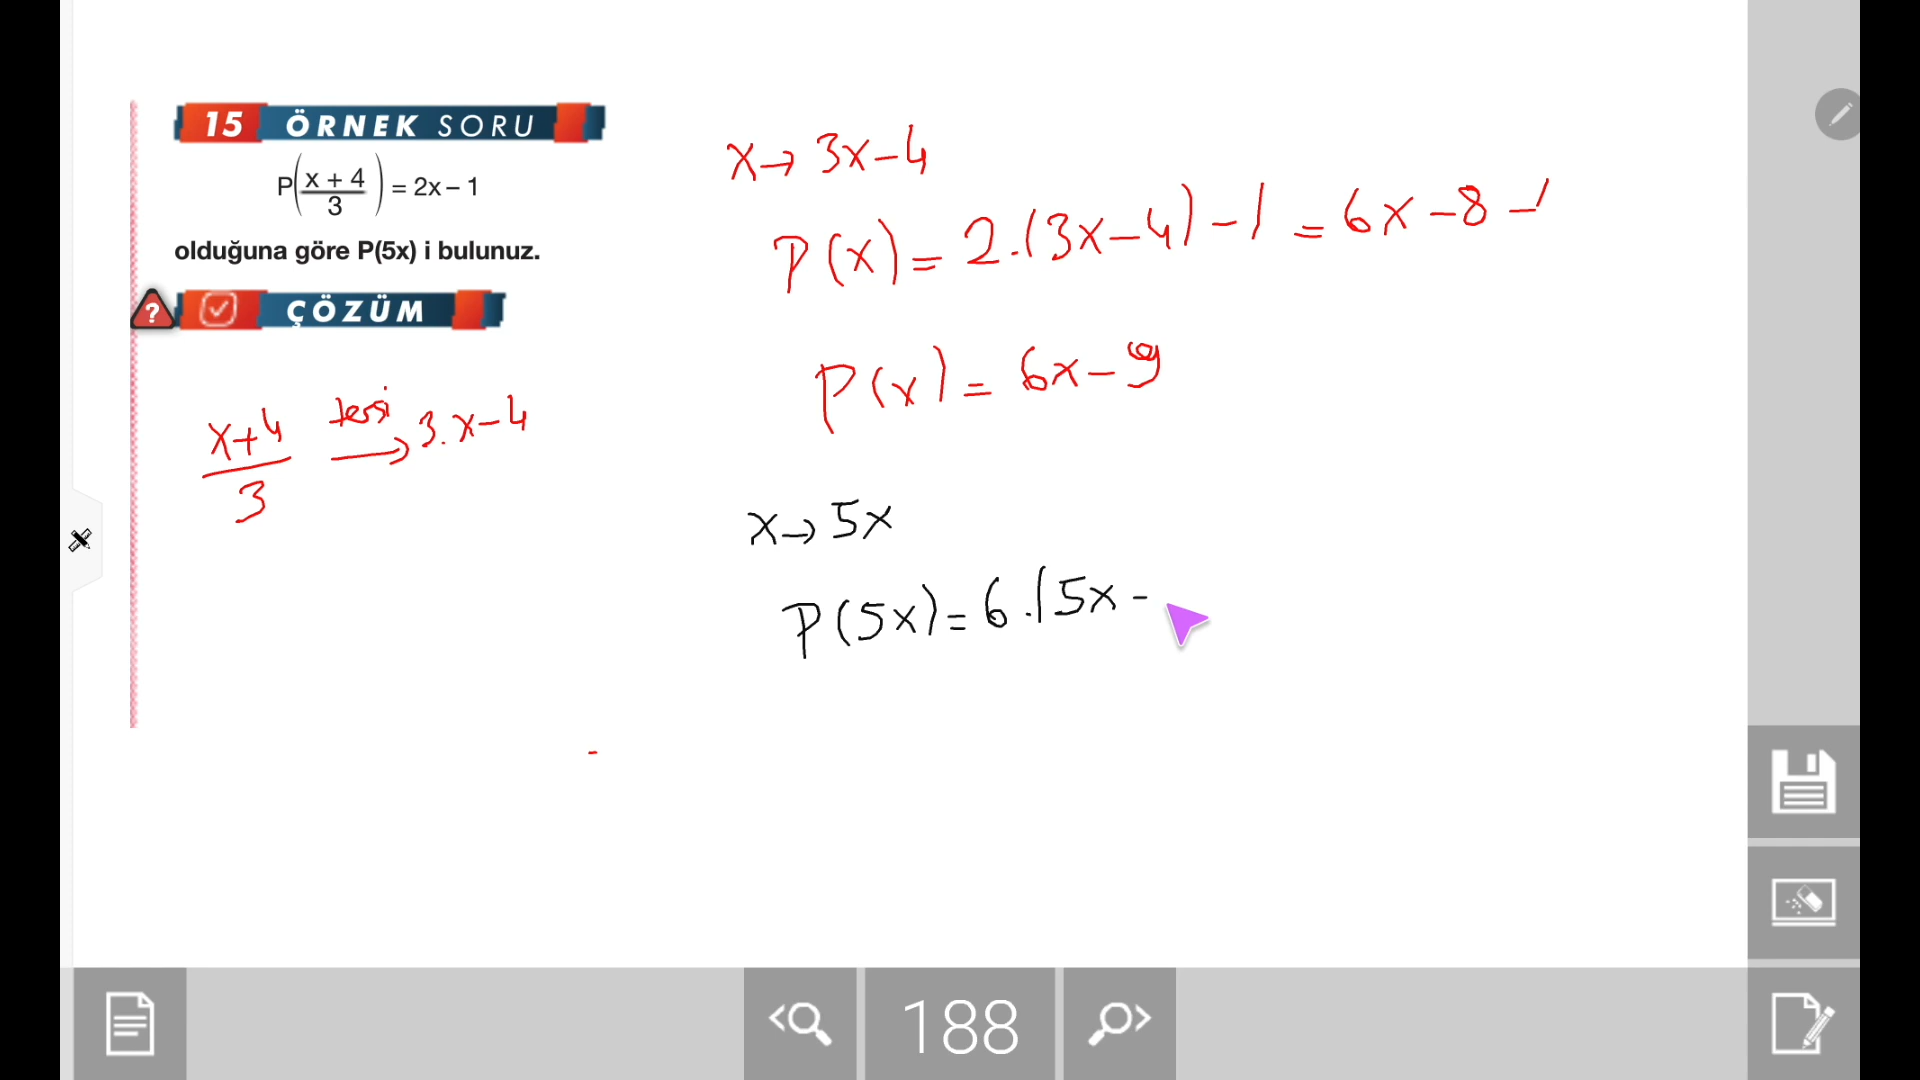 15 ÖRNEK SORU
P((x + 4)/3) = 2x – 1
olduğuna göre P(5x) i bulunuz.
? ÇÖZÜM
(x+4)/3 tersi → 3.x-4
x → 3x-4
P(x) = 2.(3x-4)-1 = 6x-8-1
P(x) = 6x-9
x → 5x
P(5x) = 6.(5x-
188